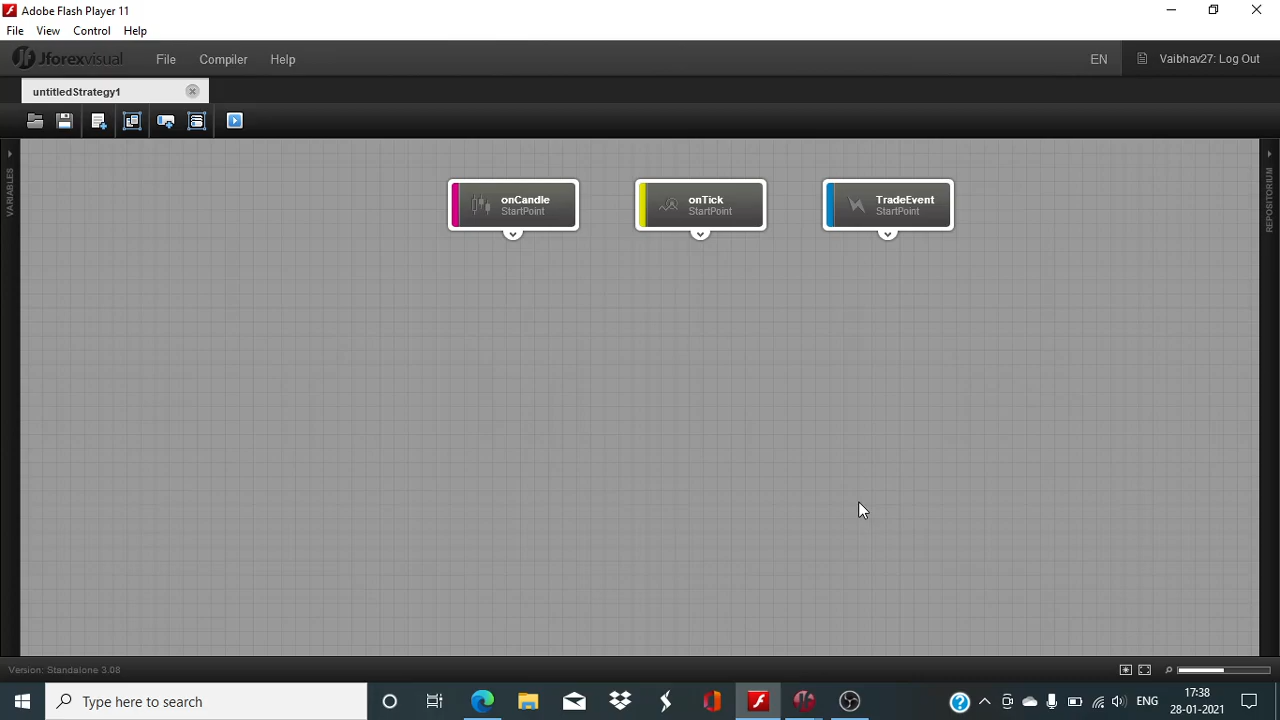 Adobe Flash Player 11
File View Control Help
Jforexvisual File Compiler Help EN Vaibhav27: Log Out
untitledStrategy1
VARIABLES
REPOSITORIUM
onCandle
StartPoint
onTick
StartPoint
TradeEvent
StartPoint
Version: Standalone 3.08
Type here to search
ENG
17:38
28-01-2021